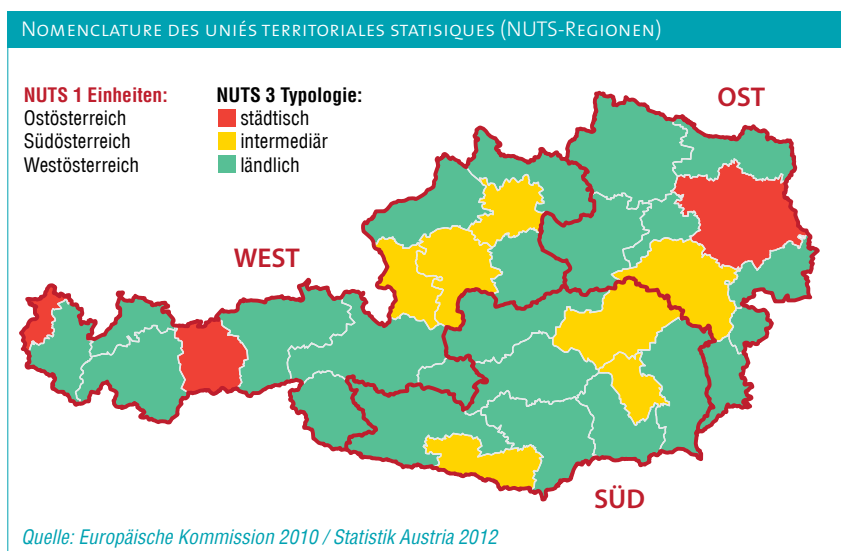 NOMENCLATURE DES UNIÉS TERRITORIALES STATISIQUES (NUTS-REGIONEN)
NUTS 1 Einheiten:
Ostösterreich
Südösterreich
Westösterreich
NUTS 3 Typologie:
städtisch
intermediär
ländlich
OST
WEST
SÜD
Quelle: Europäische Kommission 2010 / Statistik Austria 2012